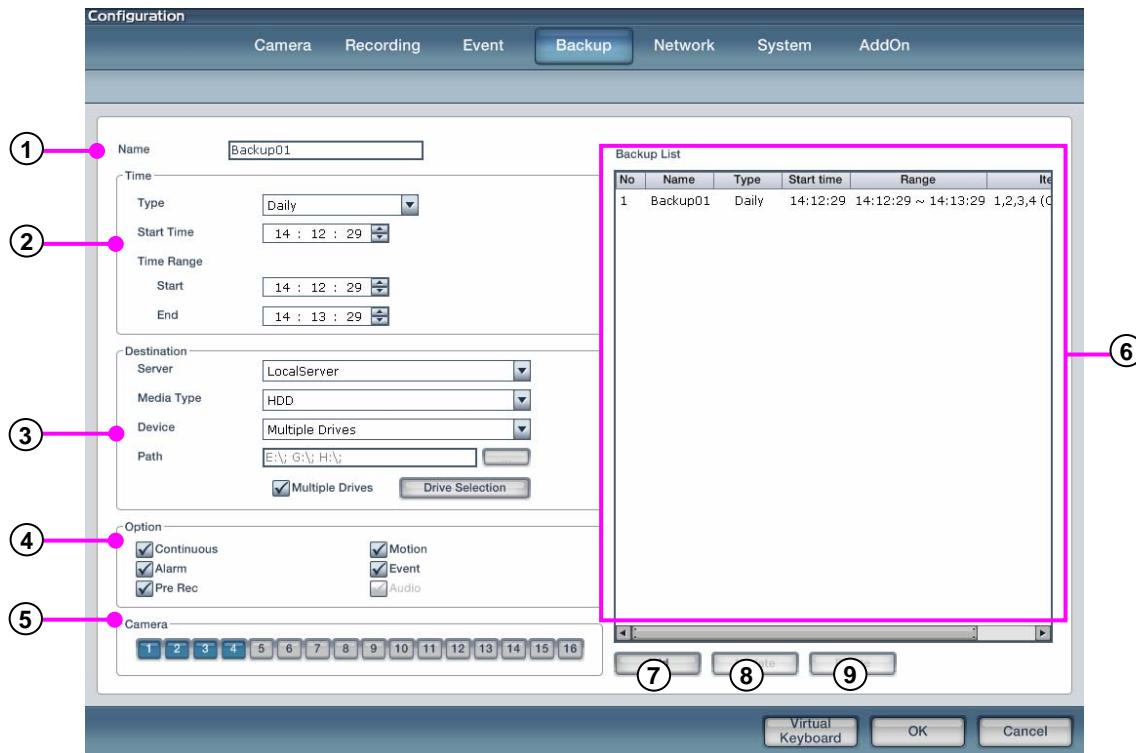 Configuration
Camera Recording Event Backup Network System AddOn
1
Name Backup01
2
Time
Type Daily
Start Time 14 : 12 : 29
Time Range
Start 14 : 12 : 29
End 14 : 13 : 29
3
Destination
Server LocalServer
Media Type HDD
Device Multiple Drives
Path E:\; G:\; H:\;
Multiple Drives Drive Selection
4
Option
Continuous Motion
Alarm Event
Pre Rec Audio
5
Camera
1 2 3 4 5 6 7 8 9 10 11 12 13 14 15 16
Backup List
No Name Type Start time Range Ite
1 Backup01 Daily 14:12:29 14:12:29 ~ 14:13:29 1,2,3,4 (C
6
7 8 9
Virtual
Keyboard
OK Cancel